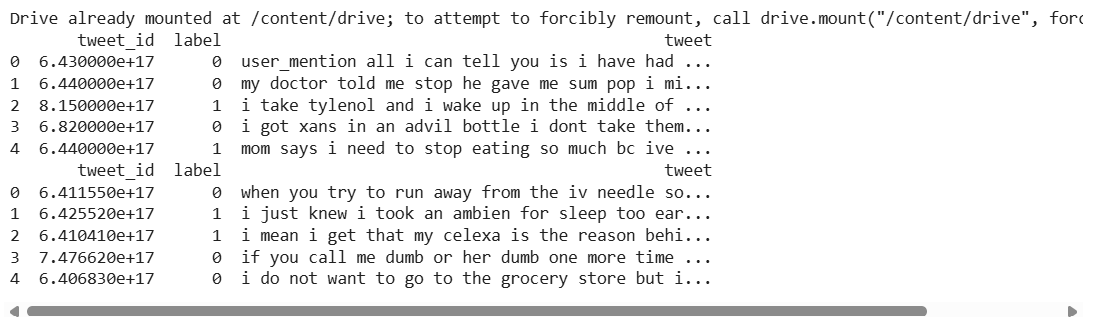 Drive already mounted at /content/drive; to attempt to forcibly remount, call drive.mount("/content/drive",
tweet_id label tweet
0 6.430000e+17 0 user_mention all i can tell you is i have had ...
1 6.440000e+17 0 my doctor told me stop he gave me sum pop i mi...
2 8.150000e+17 1 i take tylenol and i wake up in the middle of ...
3 6.820000e+17 0 i got xans in an advil bottle i dont take them...
4 6.440000e+17 1 mom says i need to stop eating so much bc ive ...
tweet_id label tweet
0 6.411550e+17 0 when you try to run away from the iv needle so...
1 6.425520e+17 1 i just knew i took an ambien for sleep too ear...
2 6.410410e+17 1 i mean i get that my celexa is the reason behi...
3 7.476620e+17 0 if you call me dumb or her dumb one more time ...
4 6.406830e+17 0 i do not want to go to the grocery store but i...